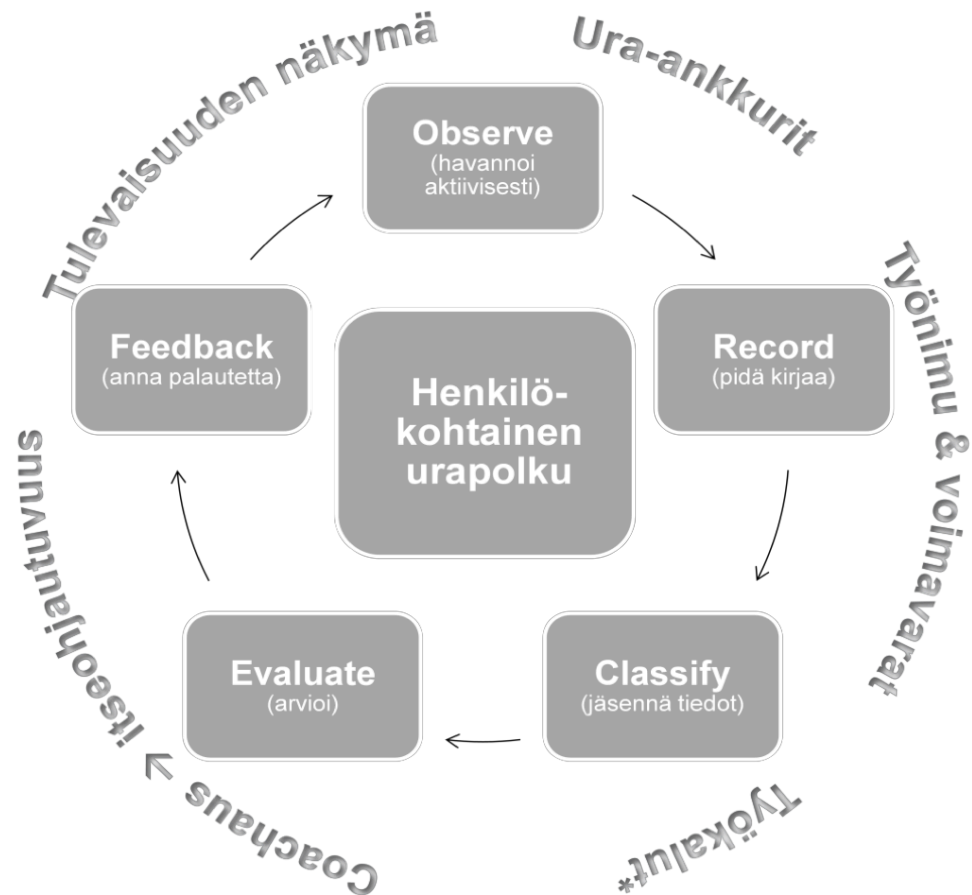 Tulevaisuuden näkymä
Ura-ankkurit
Observe
(havannoi
aktiivisesti)
Feedback
(anna palautetta)
Henkilö-
kohtainen
urapolku
Record
(pidä kirjaa)
Työnimu & voimavarat
Evaluate
(arvioi)
Classify
(jäsennä tiedot)
Coachaus → itseohjautuvuus
Työkalut*